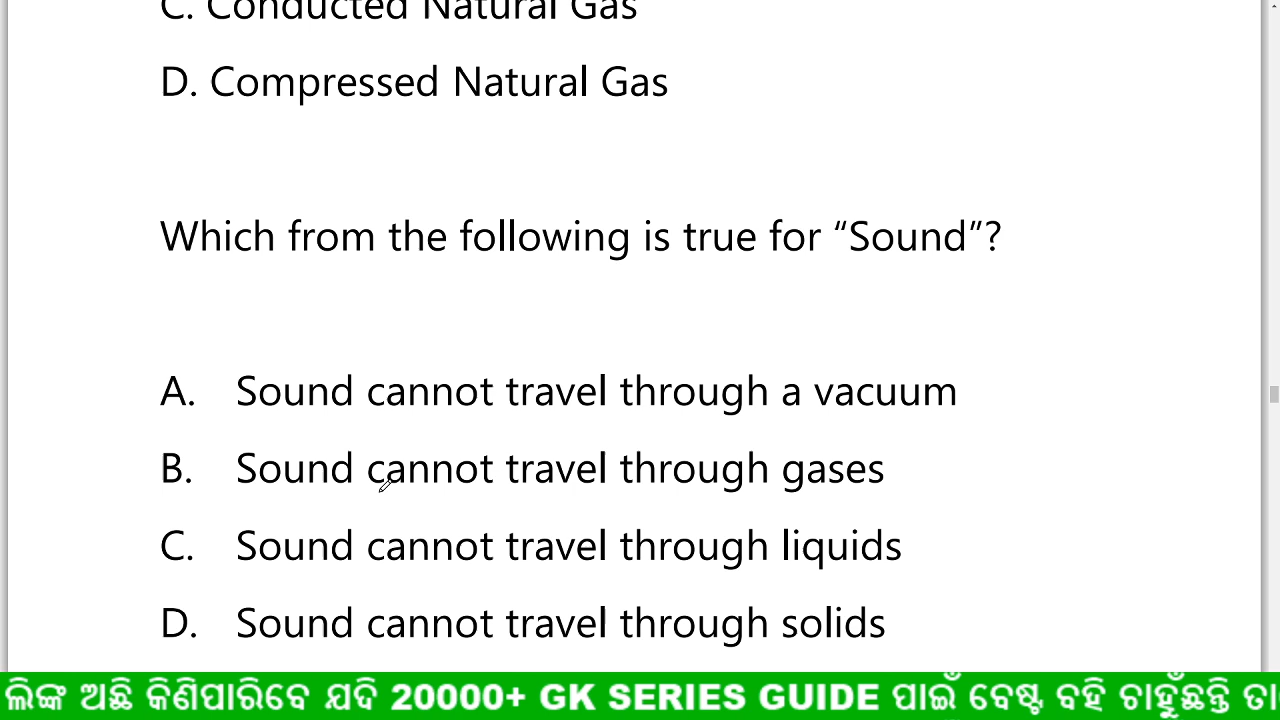 C. Conducted Natural Gas
D. Compressed Natural Gas
Which from the following is true for “Sound”?
A. Sound cannot travel through a vacuum
B. Sound cannot travel through gases
C. Sound cannot travel through liquids
D. Sound cannot travel through solids
ଲିଙ୍କ ଅଛି କିଣିପାରିବେ ଯଦି 20000+ GK SERIES GUIDE ପାଇଁ ବେଷ୍ଟ ବହି ଚାହୁଁଛନ୍ତି ତା